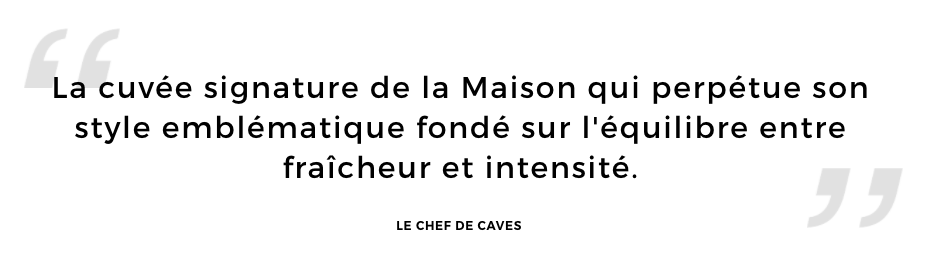 La cuvée signature de la Maison qui perpétue son
style emblématique fondé sur l'équilibre entre
fraîcheur et intensité.
LE CHEF DE CAVES